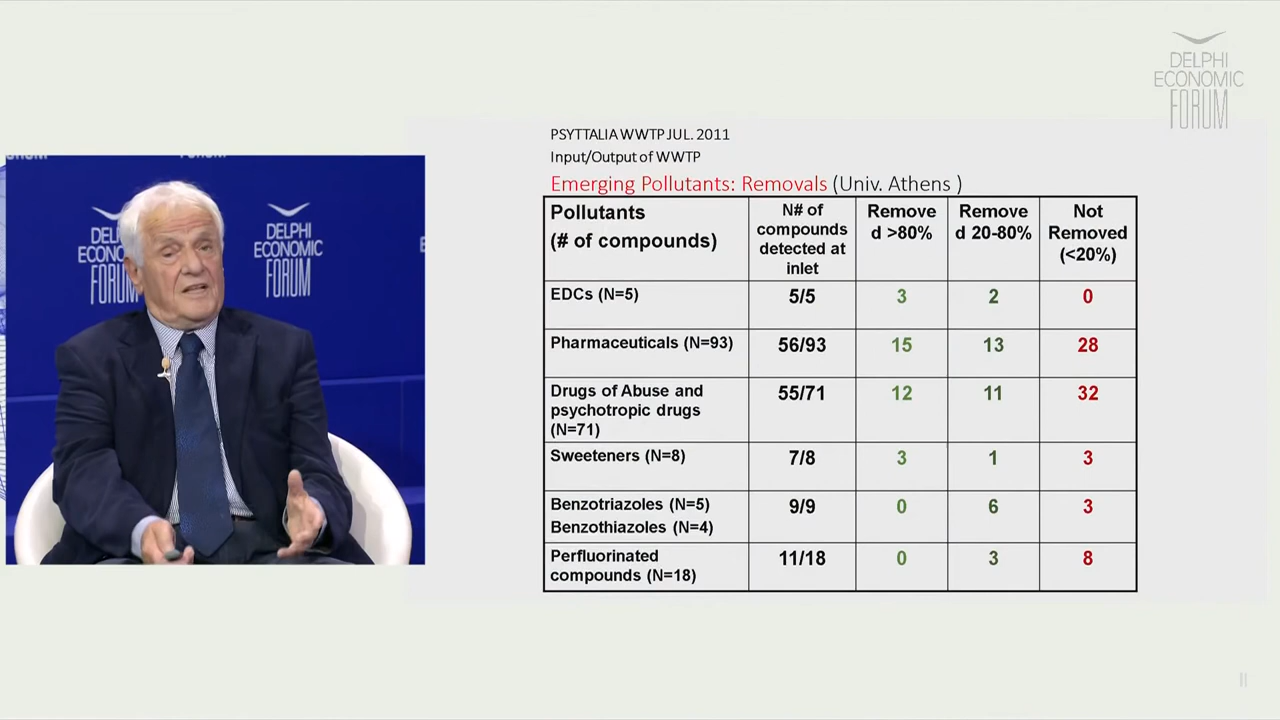 DELPHI
ECONOMIC
FORUM
PSYTTALIA WWTP JUL. 2011
Input/Output of WWTP
Emerging Pollutants: Removals (Univ. Athens )
Pollutants
(# of compounds)
N# of
compounds
detected at
inlet
Remove
d >80%
Remove
d 20-80%
Not
Removed
(<20%)
EDCs (N=5)
5/5
3
2
0
Pharmaceuticals (N=93)
56/93
15
13
28
Drugs of Abuse and
psychotropic drugs
(N=71)
55/71
12
11
32
Sweeteners (N=8)
7/8
3
1
3
Benzotriazoles (N=5)
Benzothiazoles (N=4)
9/9
0
6
3
Perfluorinated
compounds (N=18)
11/18
0
3
8
DELPHI
ECONOMIC
FORUM